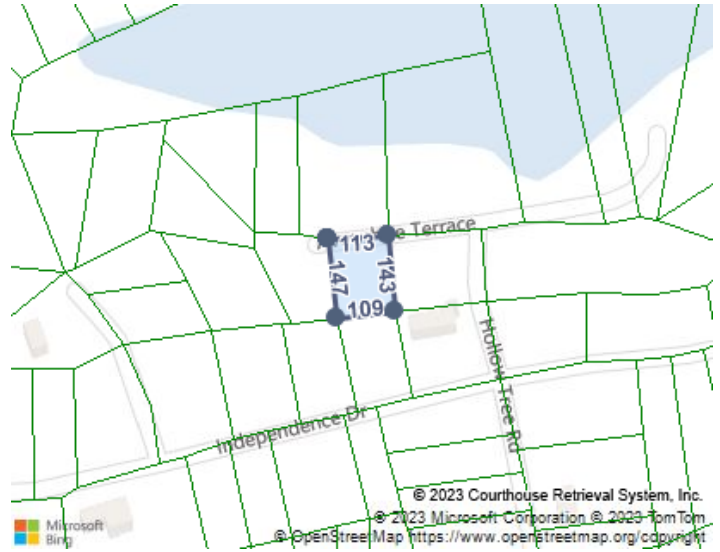 Terrace
113
147
143
109
Hollow Tree Rd
Independence Dr
© 2023 Courthouse Retrieval System, Inc.
© 2023 Microsoft Corporation © 2023 TomTom
© OpenStreetMap https://www.openstreetmap.org/copyright
Microsoft
Bing